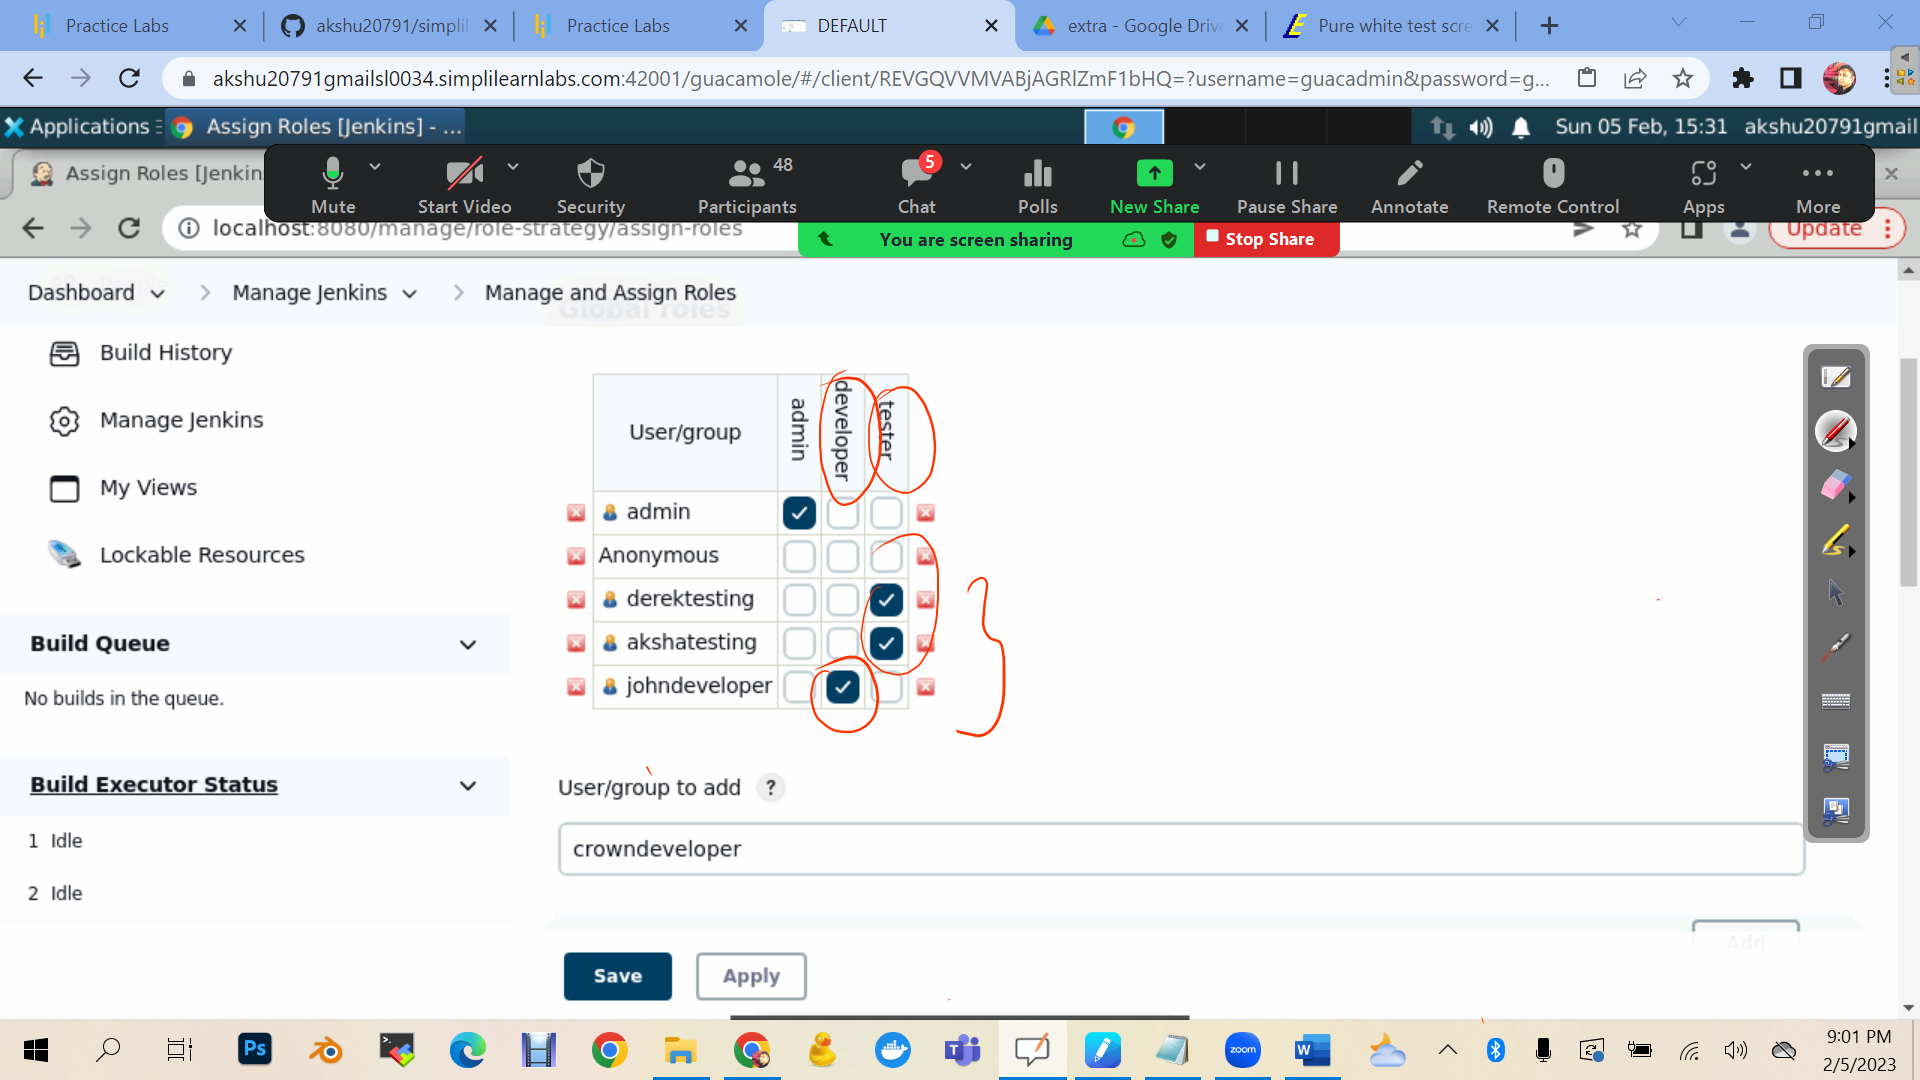 Practice Labs
akshu20791/simplil
Practice Labs
DEFAULT
extra - Google Drive
Pure white test scre
akshu20791gmailsl0034.simplilearnlabs.com:42001/guacamole/#/client/REVGQVVMVABjAGRlZmF1bHQ=?username=guacadmin&password=g...
Applications
Assign Roles [Jenkins] - ...
Sun 05 Feb, 15:31
akshu20791gmail
Assign Roles [Jenkin
Mute
Start Video
Security
48
Participants
5
Chat
Polls
New Share
Pause Share
Annotate
Remote Control
Apps
More
localhost:8080/manage/role-strategy/assign-roles
You are screen sharing
Stop Share
Update
Dashboard
Manage Jenkins
Manage and Assign Roles
Global roles
Build History
Manage Jenkins
My Views
Lockable Resources
Build Queue
No builds in the queue.
Build Executor Status
1 Idle
2 Idle
User/group
admin
developer
tester
admin
Anonymous
derektesting
akshatesting
johndeveloper
User/group to add ?
crowndeveloper
Add
Save
Apply
Ps
zoom
W
9:01 PM
2/5/2023